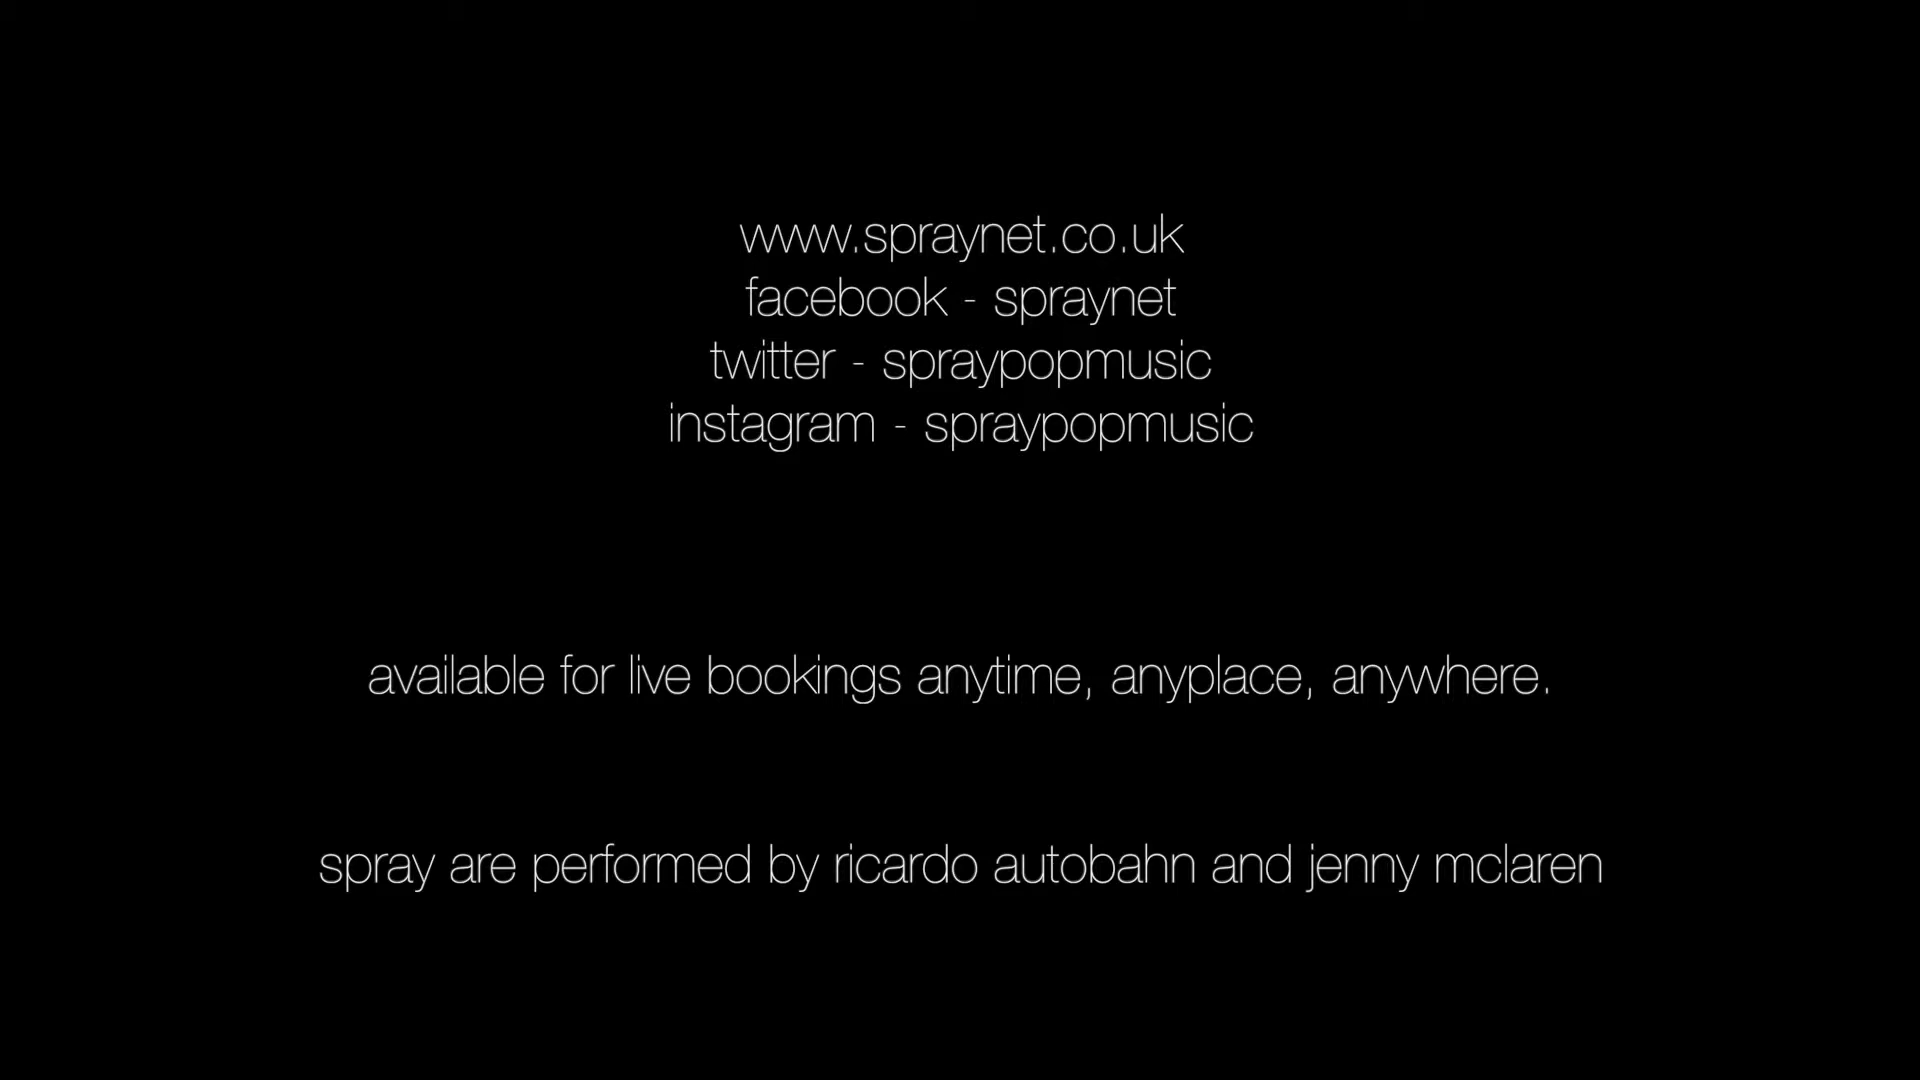 www.spraynet.co.uk
facebook - spraynet
twitter - spraypopmusic
instagram - spraypopmusic
available for live bookings anytime, anyplace, anywhere.
spray are performed by ricardo autobahn and jenny mclaren